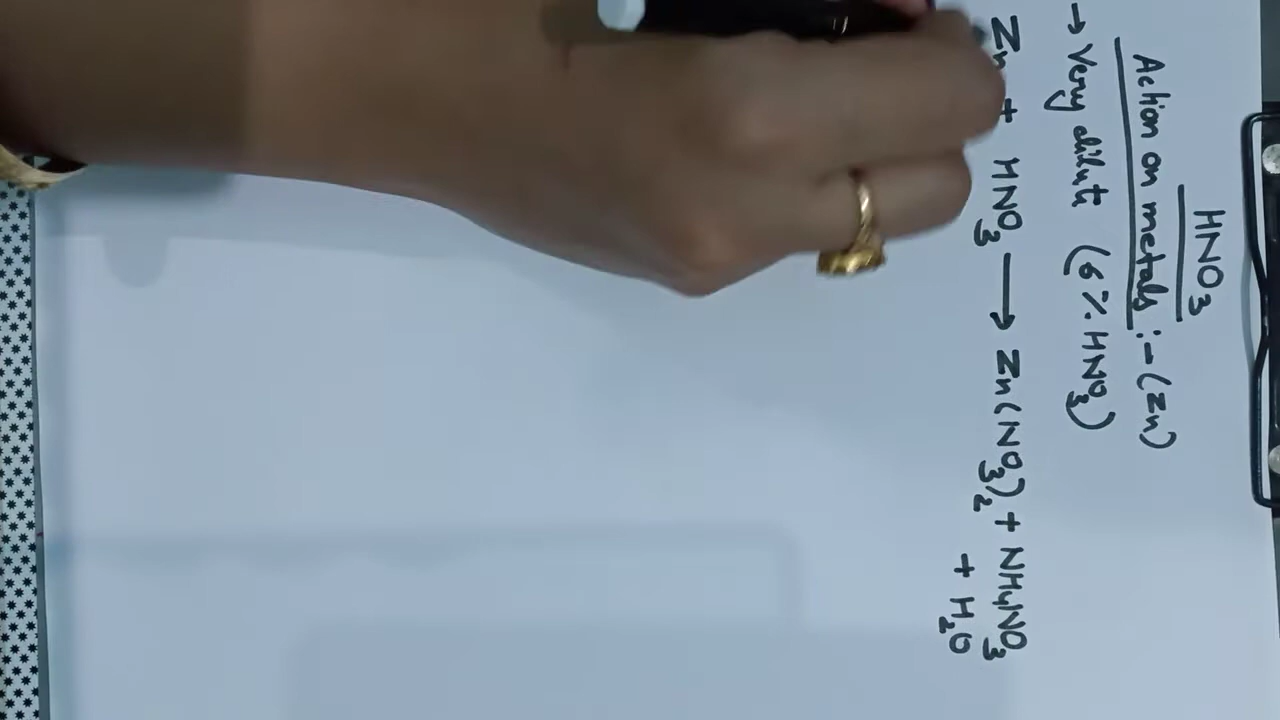 HNO₃
Action on metals :- (Zn)
→ Very dilute (6% HNO₃)
Zn + HNO₃ ⟶ Zn(NO₃)₂ + NH₄NO₃
+ H₂O